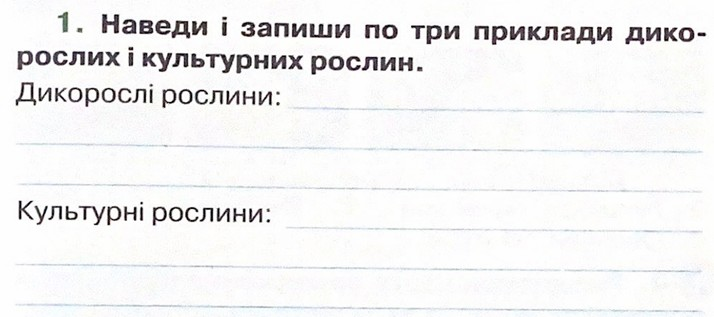 1. Наведи і запиши по три приклади дико-
рослих і культурних рослин.
Дикорослі рослини:
Культурні рослини: